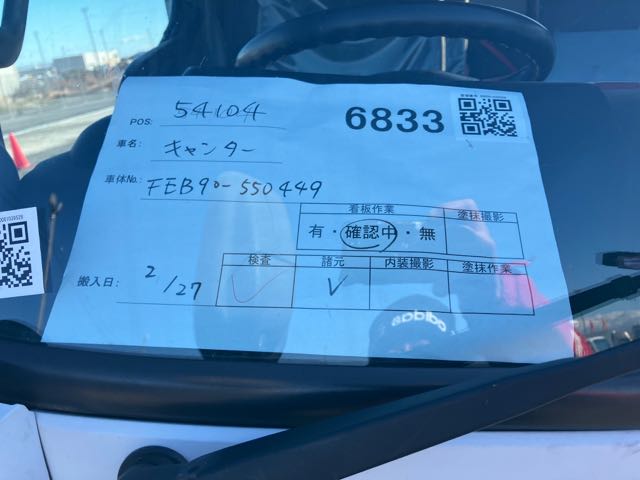 POS: 54104
6833
車名: キャンター
車体No. FEB90-550449
看板作業 塗抹撮影
有・確認中・無
検査 諸元 内装撮影 塗抹作業
搬入日: 2/27